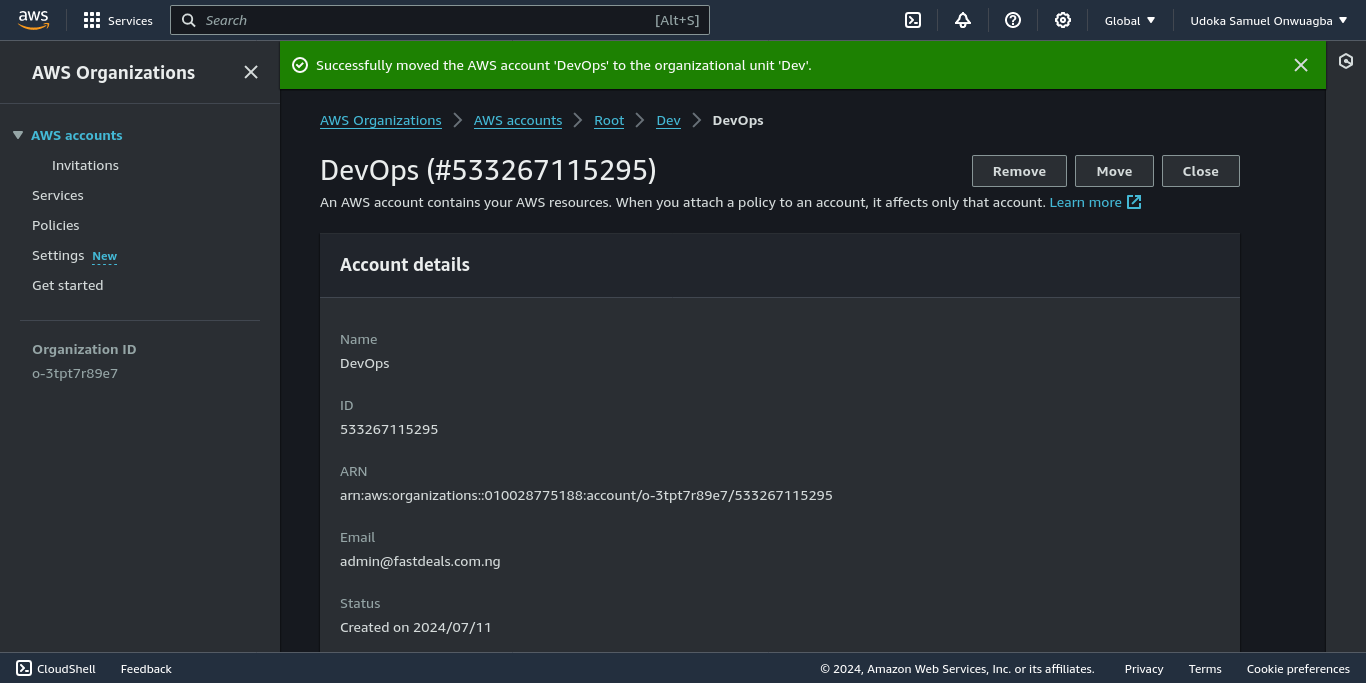 aws Services Search [Alt+S] Global Udoka Samuel Onwuagba
AWS Organizations
AWS accounts
Invitations
Services
Policies
Settings New
Get started
Organization ID
o-3tpt7r89e7
Successfully moved the AWS account 'DevOps' to the organizational unit 'Dev'.
AWS Organizations AWS accounts Root Dev DevOps
DevOps (#533267115295) Remove Move Close
An AWS account contains your AWS resources. When you attach a policy to an account, it affects only that account. Learn more
Account details
Name
DevOps
ID
533267115295
ARN
arn:aws:organizations::010028775188:account/o-3tpt7r89e7/533267115295
Email
admin@fastdeals.com.ng
Status
Created on 2024/07/11
CloudShell Feedback © 2024, Amazon Web Services, Inc. or its affiliates. Privacy Terms Cookie preferences